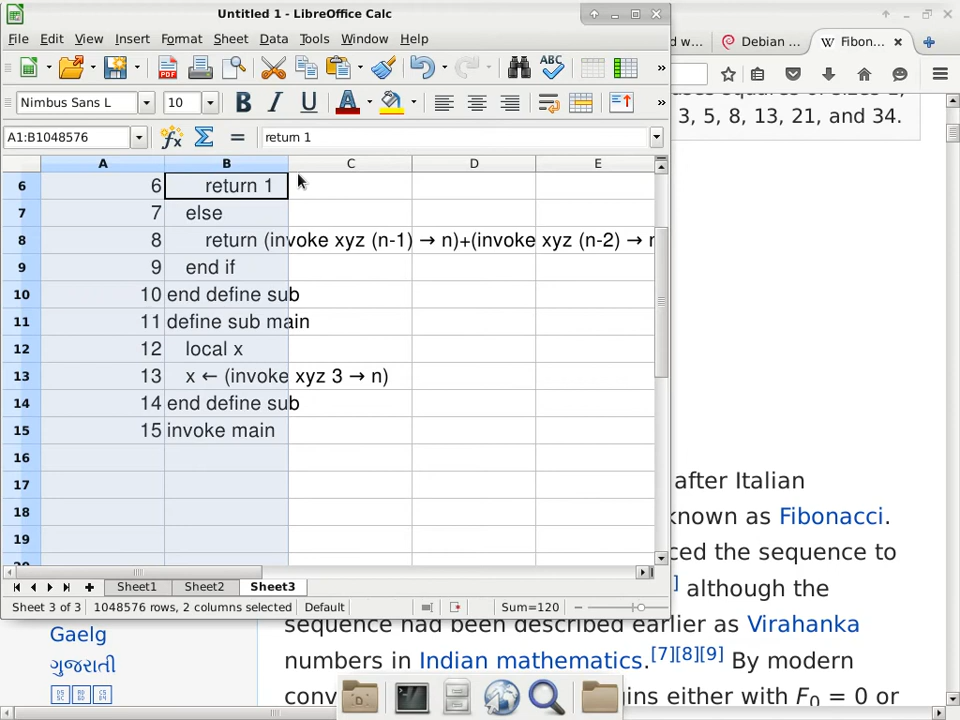 Untitled 1 - LibreOffice Calc
File Edit View Insert Format Sheet Data Tools Window Help
Nimbus Sans L 10
A1:B1048576 return 1
A B C D E
6 6 return 1
7 7 else
8 8 return (invoke xyz (n-1) → n)+(invoke xyz (n-2) → n
9 9 end if
10 10 end define sub
11 11 define sub main
12 12 local x
13 13 x ← (invoke xyz 3 → n)
14 14 end define sub
15 15 invoke main
16
17
18
19
Sheet1 Sheet2 Sheet3
Sheet 3 of 3 1048576 rows, 2 columns selected Default Sum=120
d w... Debian ... Fibon...
3, 5, 8, 13, 21, and 34.
after Italian
known as Fibonacci.
ced the sequence to
although the
sequence had been described earlier as Virahanka
numbers in Indian mathematics.[7][8][9] By modern
Gaelg
ગુજરાતી